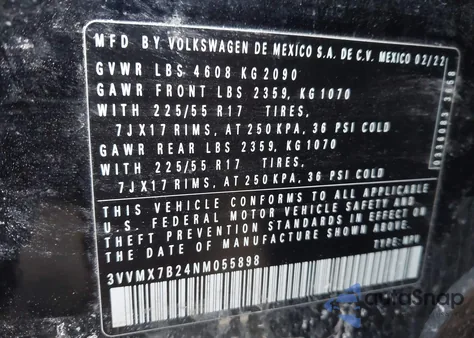 MFD BY VOLKSWAGEN DE MEXICO S.A. DE C.V. MEXICO 02/22
GVWR LBS 4608 KG 2090
GAWR FRONT LBS 2359, KG 1070
WITH 225/55 R17 TIRES,
7JX17 RIMS, AT 250 KPA, 36 PSI COLD
GAWR REAR LBS 2359, KG 1070
WITH 225/55 R17 TIRES,
7JX17 RIMS, AT 250 KPA, 36 PSI COLD
THIS VEHICLE CONFORMS TO ALL APPLICABLE
U.S. FEDERAL MOTOR VEHICLE SAFETY AND
THEFT PREVENTION STANDARDS IN EFFECT ON
THE DATE OF MANUFACTURE SHOWN ABOVE.
3VVMX7B24NM055898 TYPE: MPV
AutoSnap